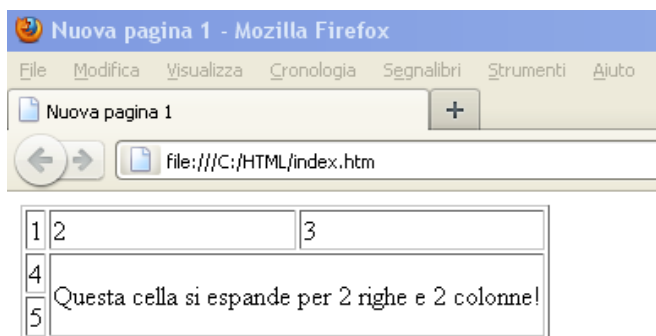 Nuova pagina 1 - Mozilla Firefox
File Modifica Visualizza Cronologia Segnalibri Strumenti Aiuto
Nuova pagina 1 +
file:///C:/HTML/index.htm
1 2 3
4
Questa cella si espande per 2 righe e 2 colonne!
5